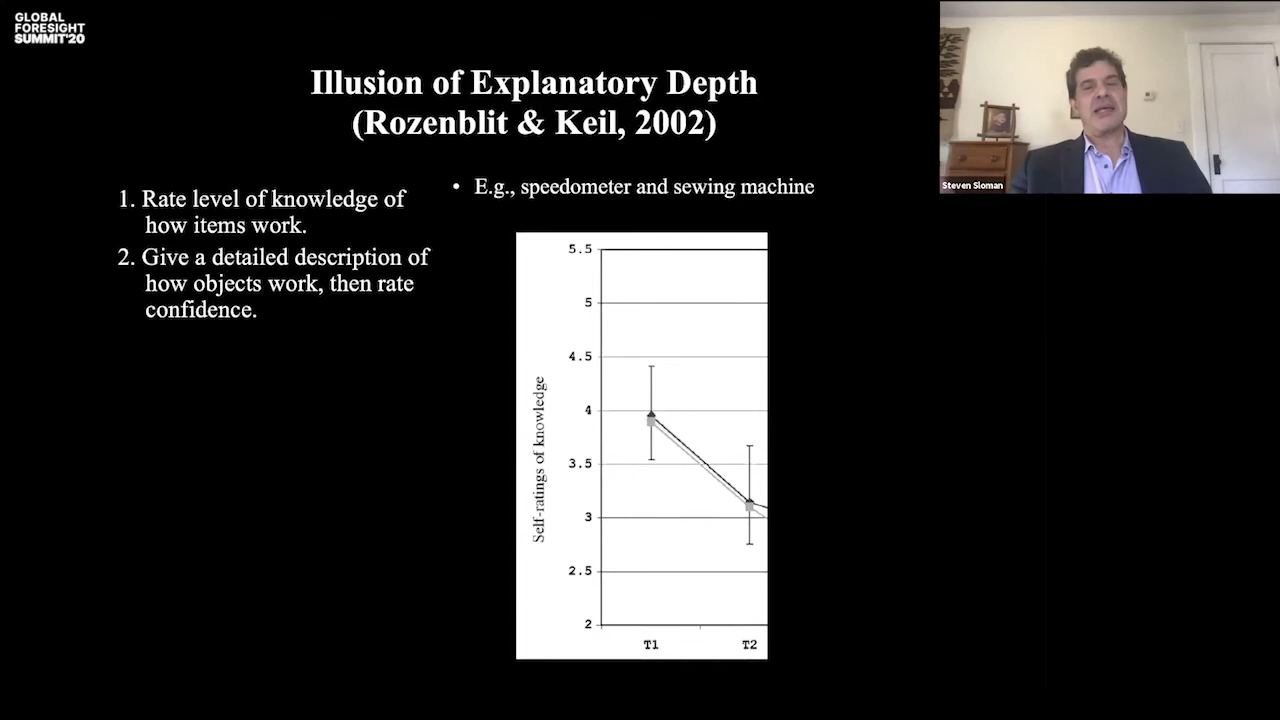 GLOBAL
FORESIGHT
SUMMIT'20
Illusion of Explanatory Depth
(Rozenblit & Keil, 2002)
1. Rate level of knowledge of
how items work.
2. Give a detailed description of
how objects work, then rate
confidence.
• E.g., speedometer and sewing machine
Self-ratings of knowledge
5.5
5
4.5
4
3.5
3
2.5
2
T1 T2
Steven Sloman